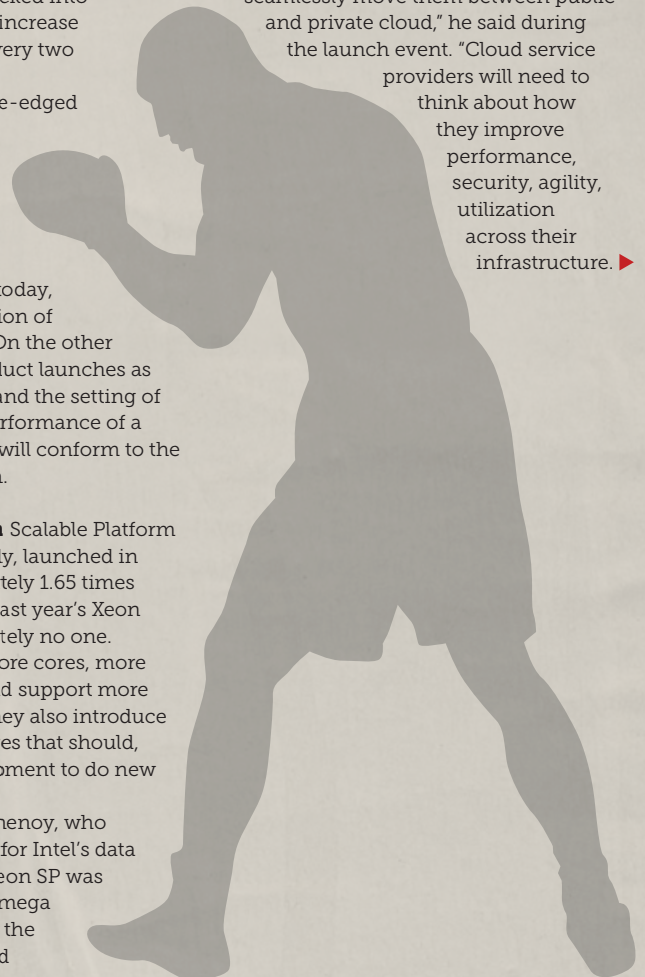 cked into
increase
very two
e-edged
today,
ion of
On the other
duct launches as
and the setting of
rformance of a
will conform to the
n.
Scalable Platform
ly, launched in
tely 1.65 times
ast year’s Xeon
tely no one.
ore cores, more
d support more
hey also introduce
es that should,
pment to do new
henoy, who
for Intel’s data
eon SP was
mega
the
d
seamlessly move them between public
and private cloud,” he said during
the launch event. “Cloud service
providers will need to
think about how
they improve
performance,
security, agility,
utilization
across their
infrastructure.